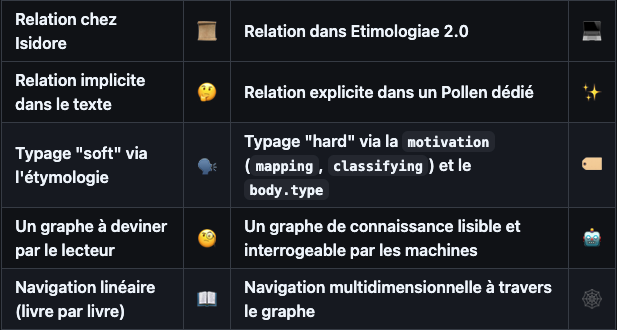 Relation chez
Isidore
📜
Relation dans Etimologiae 2.0
💻
Relation implicite
dans le texte
🤔
Relation explicite dans un Pollen dédié
✨
Typage "soft" via
l'étymologie
🗣️
Typage "hard" via la motivation
( mapping , classifying ) et le
body.type
🏷️
Un graphe à deviner
par le lecteur
🧐
Un graphe de connaissance lisible et
interrogeable par les machines
🤖
Navigation linéaire
(livre par livre)
📖
Navigation multidimensionnelle à travers
le graphe
🕸️